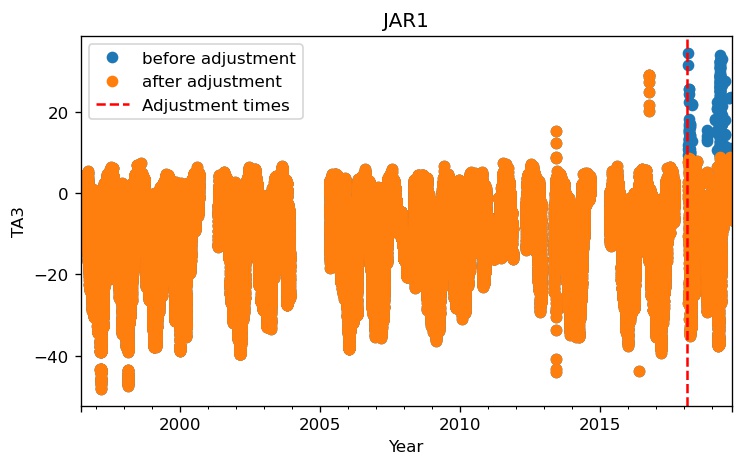 JAR1
before adjustment
after adjustment
Adjustment times
20
0
−20
−40
TA3
2000
2005
2010
2015
Year